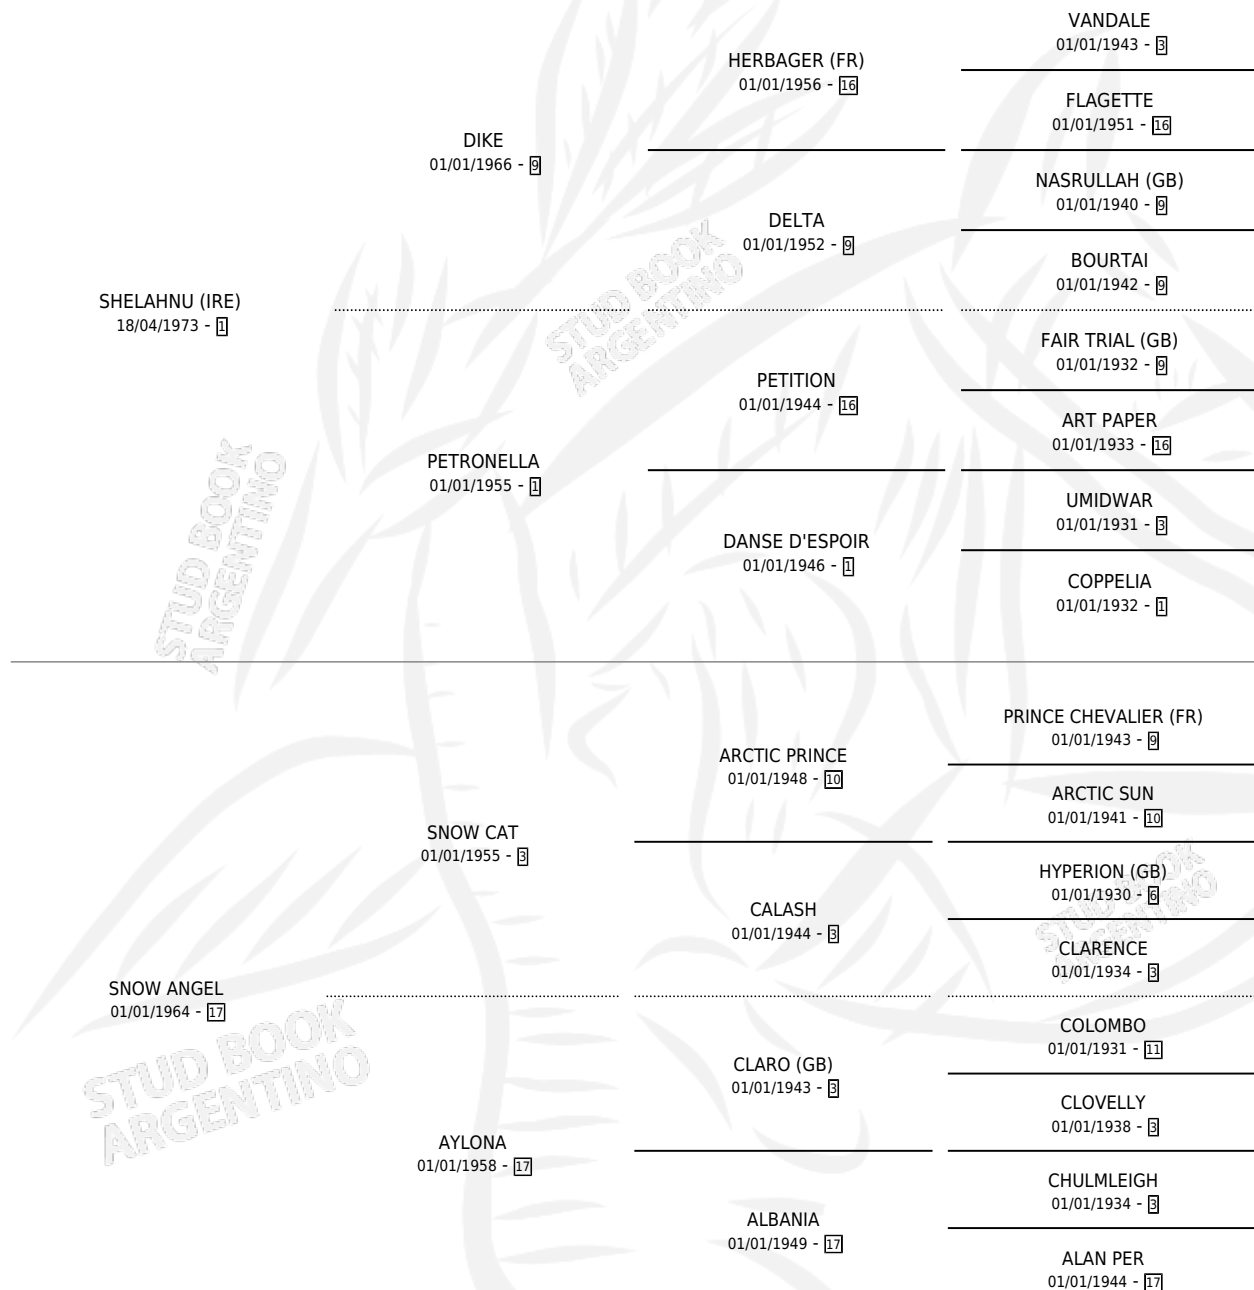 VANDALE
01/01/1943 - 3
HERBAGER (FR)
01/01/1956 - 16
FLAGETTE
01/01/1951 - 16
DIKE
01/01/1966 - 9
NASRULLAH (GB)
01/01/1940 - 9
DELTA
01/01/1952 - 9
BOURTAI
01/01/1942 - 9
SHELAHNU (IRE)
18/04/1973 - 1
FAIR TRIAL (GB)
01/01/1932 - 9
PETITION
01/01/1944 - 16
ART PAPER
01/01/1933 - 16
PETRONELLA
01/01/1955 - 1
UMIDWAR
01/01/1931 - 3
DANSE D'ESPOIR
01/01/1946 - 1
COPPELIA
01/01/1932 - 1
PRINCE CHEVALIER (FR)
01/01/1943 - 9
ARCTIC PRINCE
01/01/1948 - 10
ARCTIC SUN
01/01/1941 - 10
SNOW CAT
01/01/1955 - 3
HYPERION (GB)
01/01/1930 - 6
CALASH
01/01/1944 - 3
CLARENCE
01/01/1934 - 3
SNOW ANGEL
01/01/1964 - 17
COLOMBO
01/01/1931 - 11
CLARO (GB)
01/01/1943 - 3
CLOVELLY
01/01/1938 - 3
AYLONA
01/01/1958 - 17
CHULMLEIGH
01/01/1934 - 3
ALBANIA
01/01/1949 - 17
ALAN PER
01/01/1944 - 17
STUD BOOK
ARGENTINO
STUD BOOK
ARGENTINO
STUD BOOK
ARGENTINO
STUD BOOK
ARGENTINO